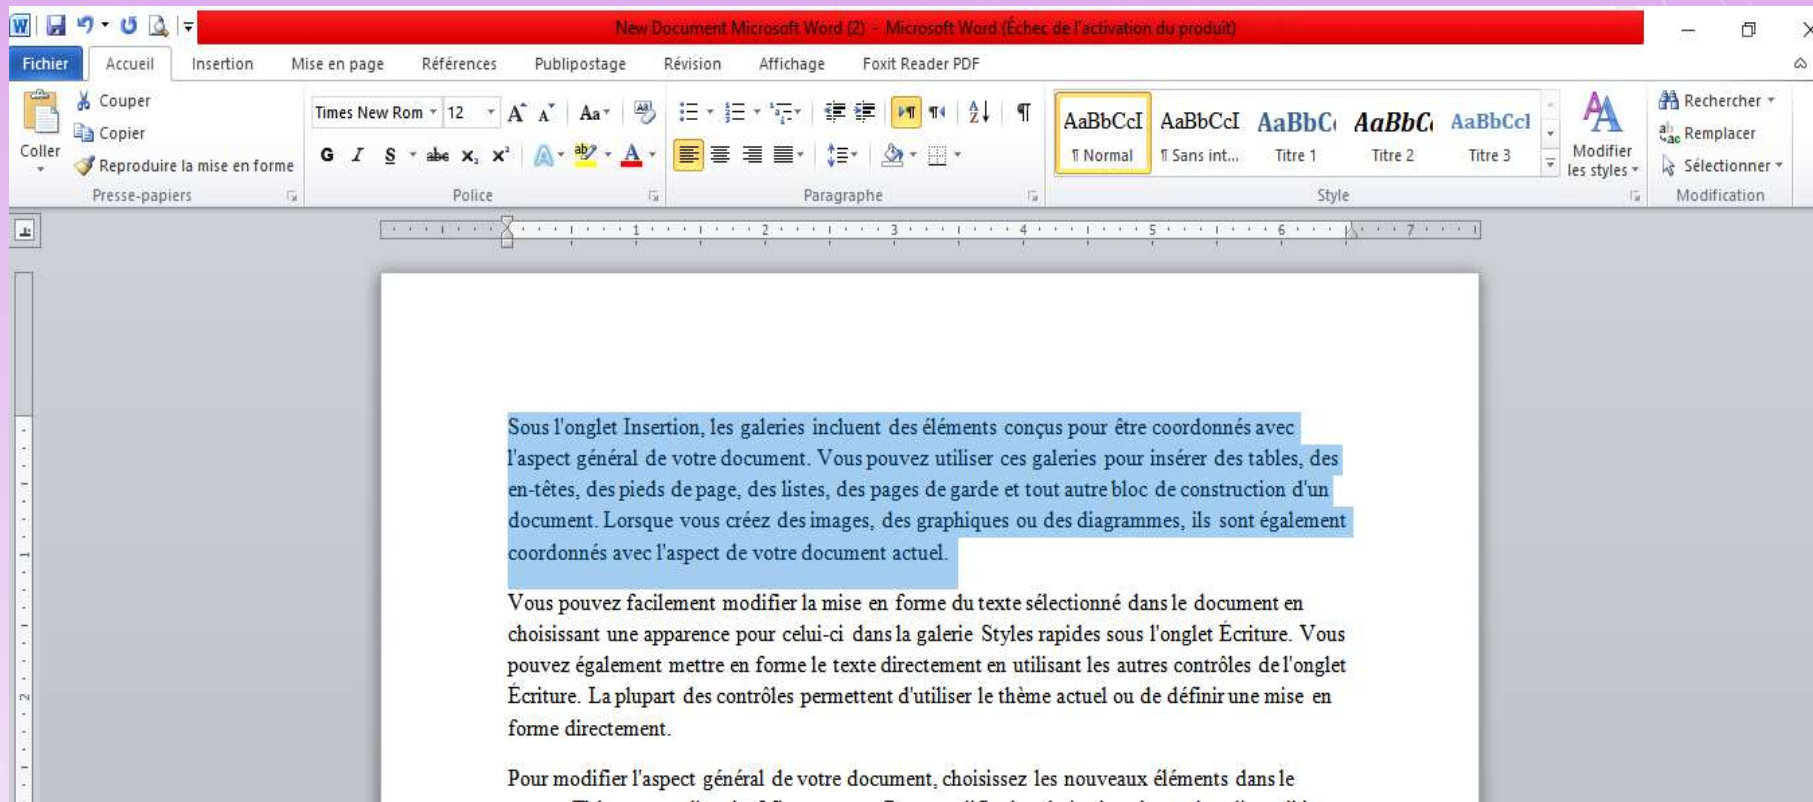 New Document Microsoft Word (2) - Microsoft Word (Échec de l'activation du produit)
Fichier Accueil Insertion Mise en page Références Publipostage Révision Affichage Foxit Reader PDF
Coller
Couper
Copier
Reproduire la mise en forme
Presse-papiers
Times New Rom 12
G I S abc x₂ x²
Police
Paragraphe
AaBbCcI AaBbCcI AaBbC AaBbC AaBbCcI
¶ Normal ¶ Sans int... Titre 1 Titre 2 Titre 3
Style
Modifier
les styles
Rechercher
Remplacer
Sélectionner
Modification
1 2 3 4 5 6 7
Sous l'onglet Insertion, les galeries incluent des éléments conçus pour être coordonnés avec
l'aspect général de votre document. Vous pouvez utiliser ces galeries pour insérer des tables, des
en-têtes, des pieds de page, des listes, des pages de garde et tout autre bloc de construction d'un
document. Lorsque vous créez des images, des graphiques ou des diagrammes, ils sont également
coordonnés avec l'aspect de votre document actuel.
Vous pouvez facilement modifier la mise en forme du texte sélectionné dans le document en
choisissant une apparence pour celui-ci dans la galerie Styles rapides sous l'onglet Écriture. Vous
pouvez également mettre en forme le texte directement en utilisant les autres contrôles de l'onglet
Écriture. La plupart des contrôles permettent d'utiliser le thème actuel ou de définir une mise en
forme directement.
Pour modifier l'aspect général de votre document, choisissez les nouveaux éléments dans le